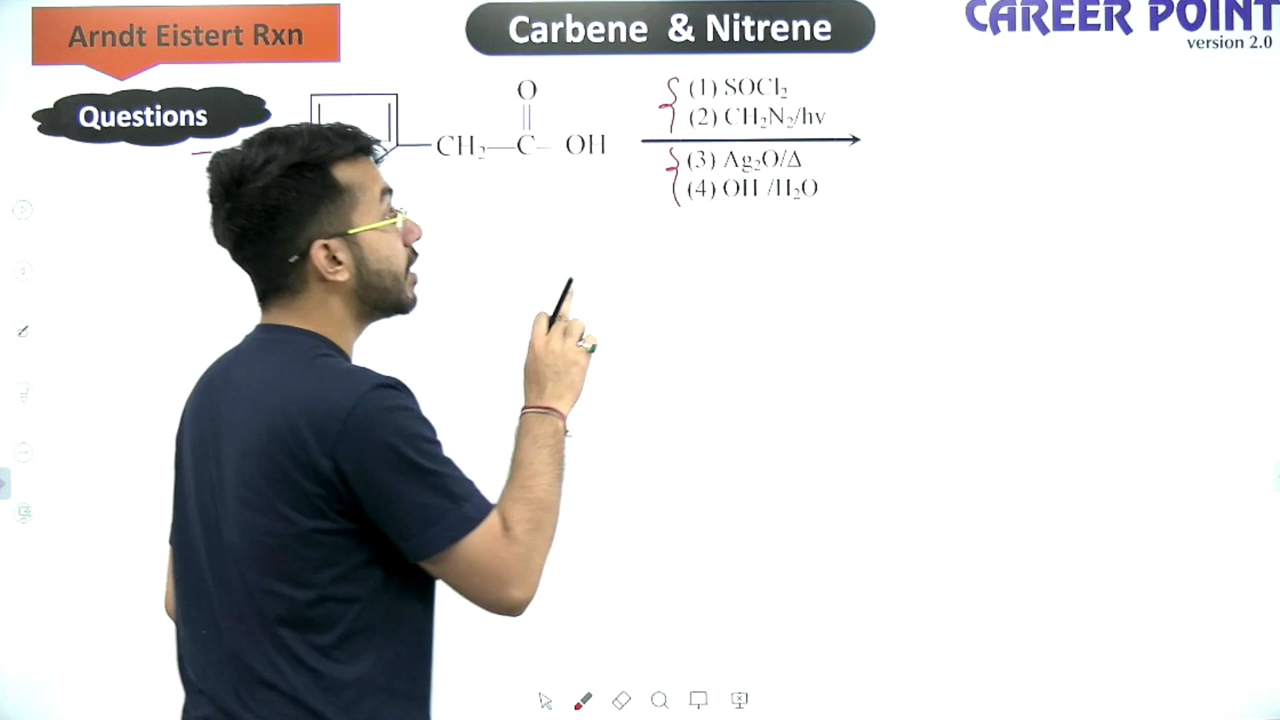 Arndt Eistert Rxn
Carbene & Nitrene
CAREER POINT
version 2.0
Questions
O
CH₂—C—OH
(1) SOCl₂
(2) CH₂N₂/hν
(3) Ag₂O/Δ
(4) OH /H₂O